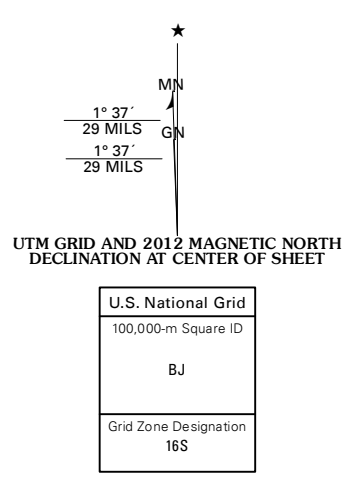 ★
MN
1° 37´
29 MILS
GN
1° 37´
29 MILS
UTM GRID AND 2012 MAGNETIC NORTH
DECLINATION AT CENTER OF SHEET
U.S. National Grid
100,000-m Square ID
BJ
Grid Zone Designation
16S